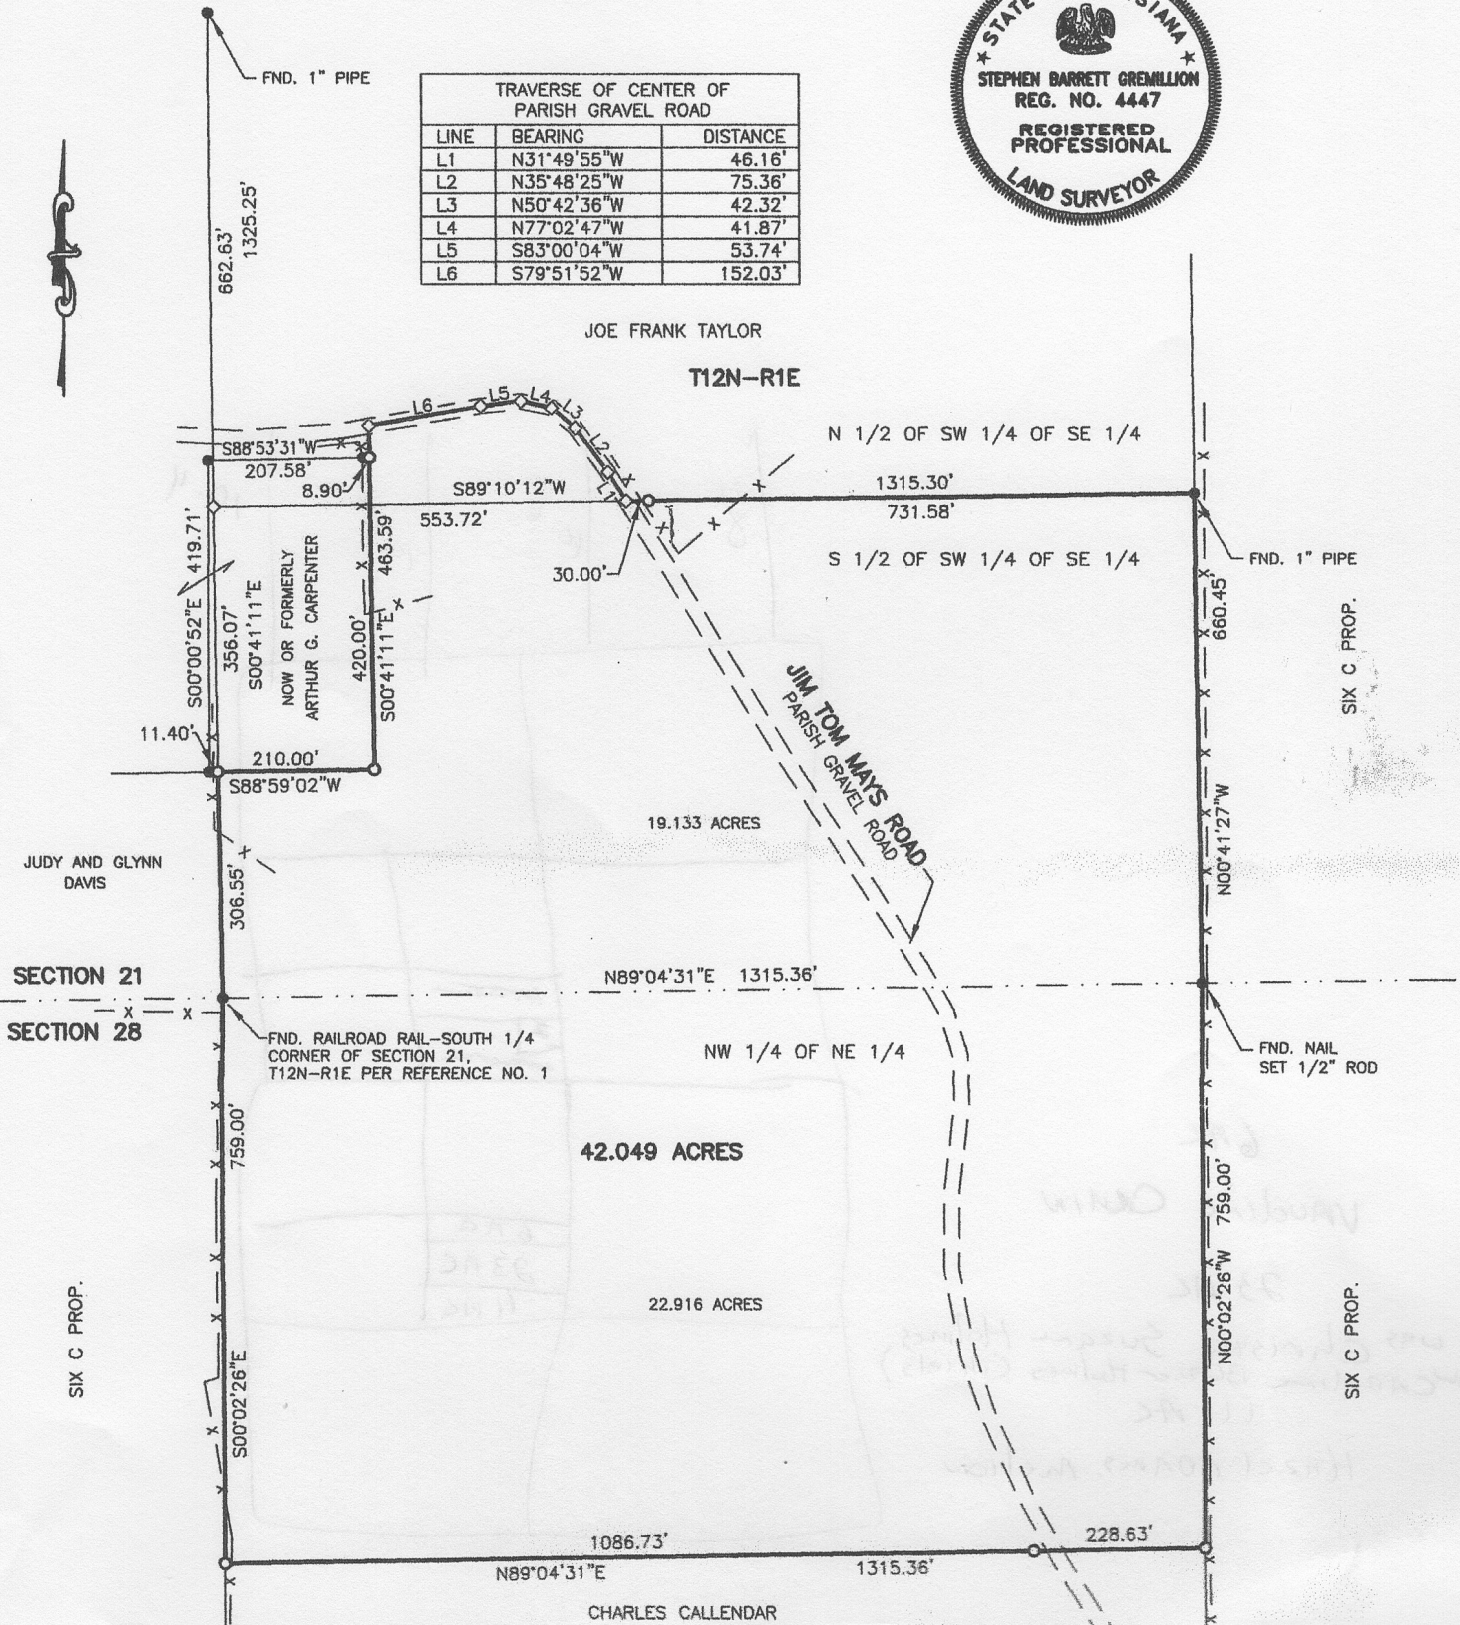 STATE
STEPHEN BARRETT GREMILLION
REG. NO. 4447
REGISTERED
PROFESSIONAL
LAND SURVEYOR
FND. 1" PIPE
TRAVERSE OF CENTER OF
PARISH GRAVEL ROAD
LINE BEARING DISTANCE
L1 N31°49'55"W 46.16'
L2 N35°48'25"W 75.36'
L3 N50°42'36"W 42.32'
L4 N77°02'47"W 41.87'
L5 S83°00'04"W 53.74'
L6 S79°51'52"W 152.03'
662.63'
1325.25'
JOE FRANK TAYLOR
T12N-R1E
L6
L5
L4
L3
L2
L1
N 1/2 OF SW 1/4 OF SE 1/4
S88°53'31"W
207.58'
8.90'
S89°10'12"W
553.72'
1315.30'
731.58'
30.00'
S 1/2 OF SW 1/4 OF SE 1/4
FND. 1" PIPE
419.71'
S00°00'52"E
356.07'
S00°41'11"E
NOW OR FORMERLY
ARTHUR G. CARPENTER
463.59'
420.00'
S00°41'11"E
660.45'
N00°41'27"W
SIX C PROP.
JIM TOM MAYS ROAD
PARISH GRAVEL ROAD
11.40'
210.00'
S88°59'02"W
19.133 ACRES
JUDY AND GLYNN
DAVIS
306.55'
SECTION 21
N89°04'31"E 1315.36'
SECTION 28
FND. RAILROAD RAIL-SOUTH 1/4
CORNER OF SECTION 21,
T12N-R1E PER REFERENCE NO. 1
NW 1/4 OF NE 1/4
FND. NAIL
SET 1/2" ROD
759.00'
42.049 ACRES
N00°02'26"W 759.00'
22.916 ACRES
SIX C PROP.
SIX C PROP.
S00°02'26"E
1086.73'
228.63'
N89°04'31"E
1315.36'
CHARLES CALLENDAR